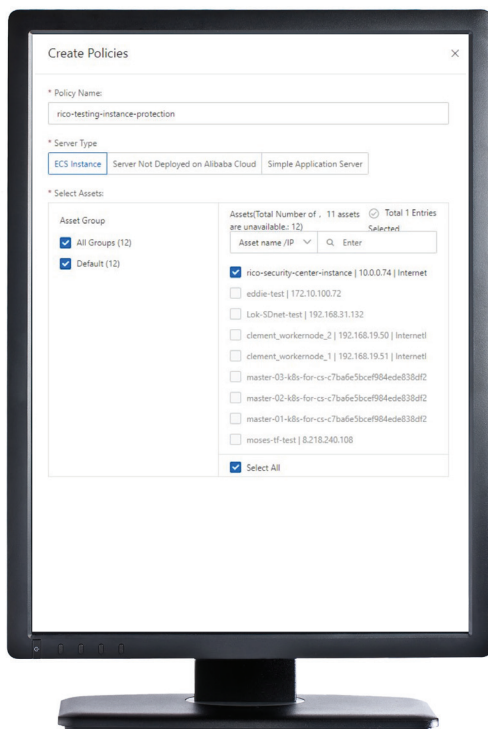 Create Policies
* Policy Name:
rico-testing-instance-protection
* Server Type
ECS Instance Server Not Deployed on Alibaba Cloud Simple Application Server
* Select Assets:
Asset Group
All Groups (12)
Default (12)
Assets(Total Number of . 11 assets are unavailable.: 12)
Total 1 Entries Selected
Asset name /IP Enter
rico-security-center-instance | 10.0.0.74 | Internet
eddie-test | 172.10.100.72
Lok-SDnet-test | 192.168.31.132
clement_workernode_2 | 192.168.19.50 | InternetI
clement_workernode_1 | 192.168.19.51 | InternetI
master-03-k8s-for-cs-c7ba6e5bcef984ede838df2
master-02-k8s-for-cs-c7ba6e5bcef984ede838df2
master-01-k8s-for-cs-c7ba6e5bcef984ede838df2
moses-tf-test | 8.218.240.108
Select All